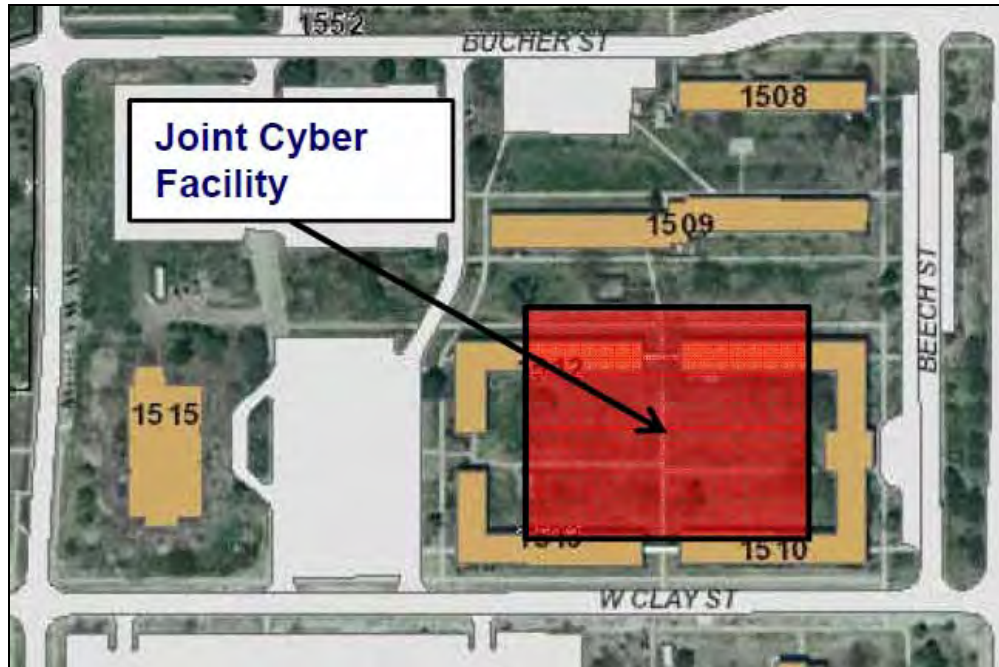 1552
BUCHER ST
1508
Joint Cyber
Facility
1509
BEECH ST
1515
1510
W CLAY ST